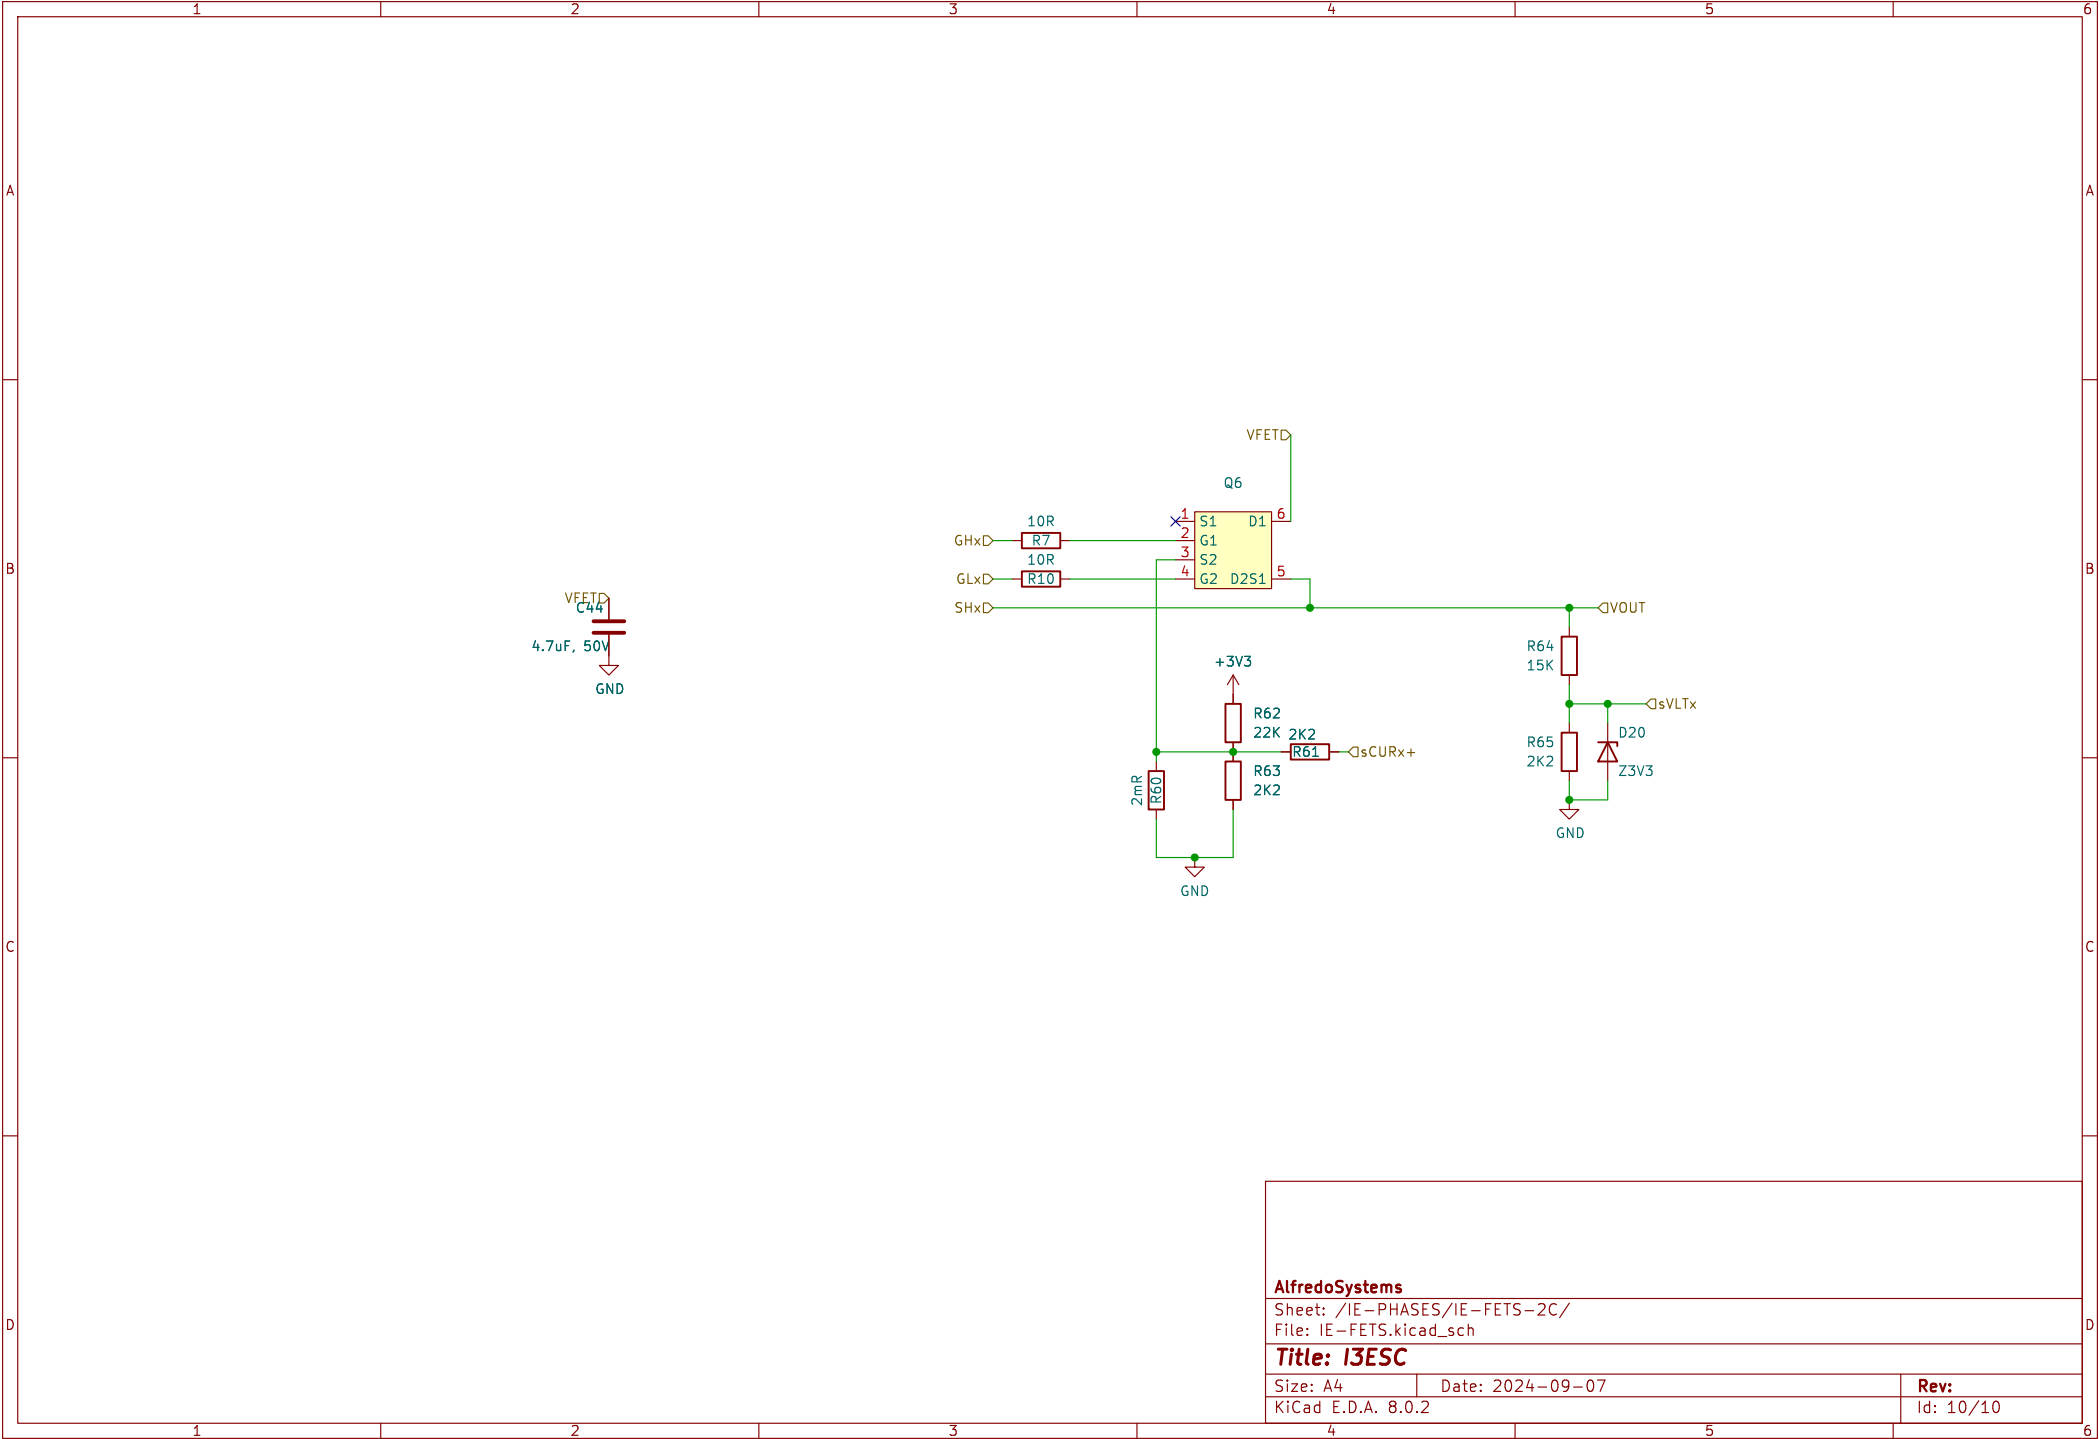 1 2 3 4 5 6
A A
VFET
Q6
10R
1 S1 D1 6
GHx R7 2 G1
10R
3 S2
B B
GLx R10 4 G2 D2S1 5
VFET
C44
SHx VOUT
4.7uF, 50V
GND
R64
15K
+3V3
sVLTx
R62
22K
2K2
R61 sCURx+
D20
R65
2K2
Z3V3
2mR
R60
R63
2K2
GND
GND
C C
AlfredoSystems
Sheet: /IE-PHASES/IE-FETS-2C/
File: IE-FETS.kicad_sch
D D
Title: I3ESC
Size: A4 Date: 2024-09-07 Rev:
KiCad E.D.A. 8.0.2 Id: 10/10
1 2 3 4 5 6